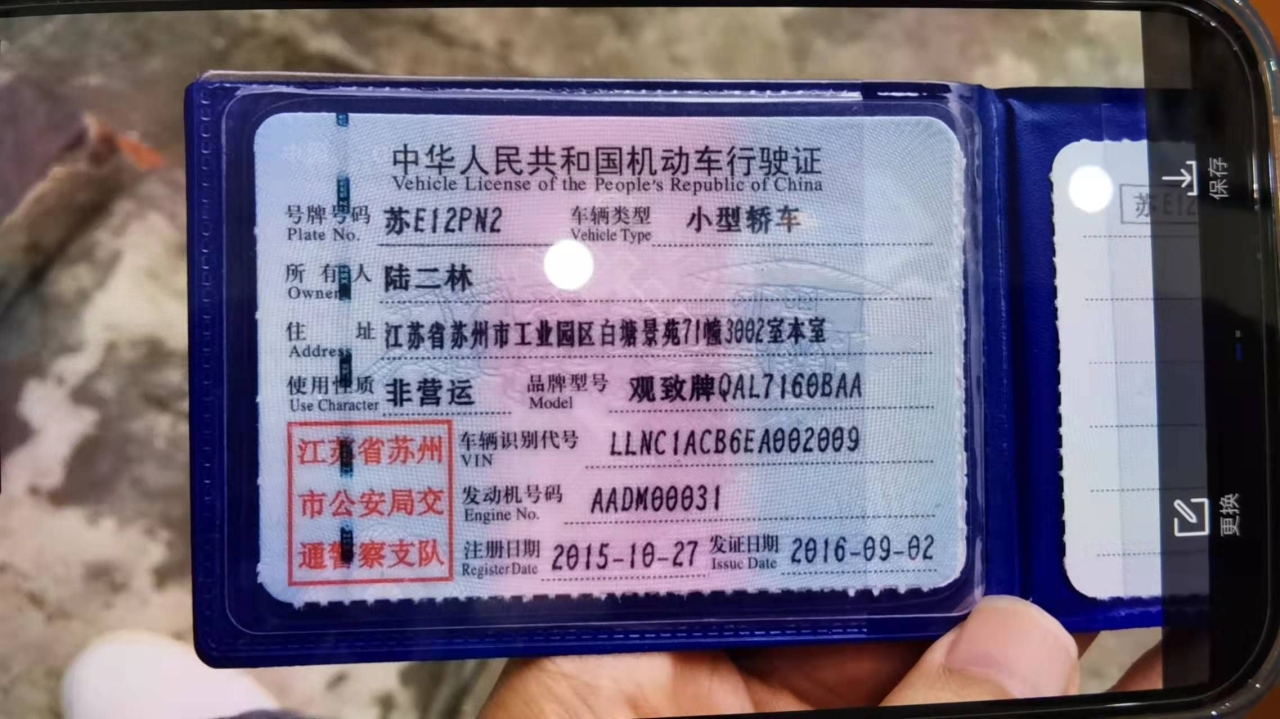 中华人民共和国机动车行驶证
Vehicle License of the People's Republic of China
号牌号码 苏E12PN2 车辆类型 小型轿车
Plate No. Vehicle Type
所有人 陆二林
Owner
住址 江苏省苏州市工业园区白塘景苑71幢3002室本室
Address
使用性质 非营运 品牌型号 观致牌QAL7160BAA
Use Character Model
江苏省苏州
市公安局交
通警察支队
车辆识别代号 LLNC1ACB6EA002009
VIN
发动机号码 AADM00031
Engine No.
注册日期 2015-10-27 发证日期 2016-09-02
Register Date Issue Date
苏E12
保存
更换